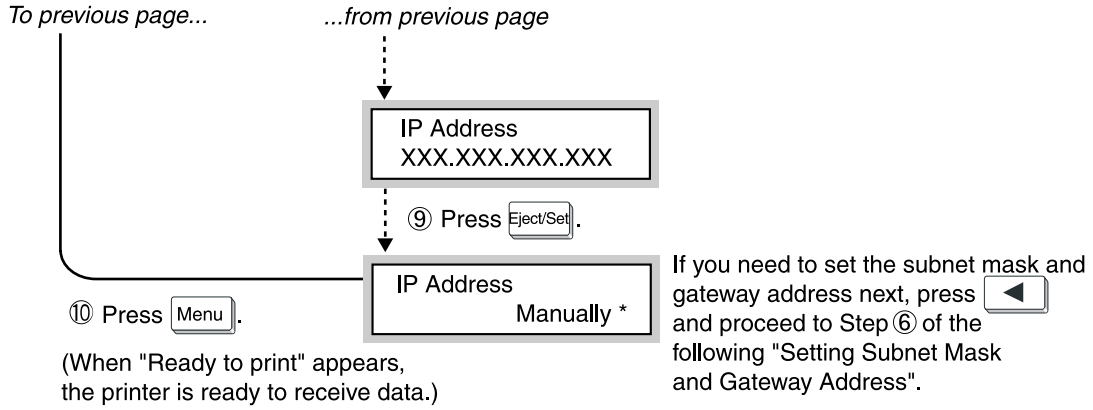 To previous page...
...from previous page
IP Address
XXX.XXX.XXX.XXX
⑨ Press Eject/Set.
IP Address
Manually *
If you need to set the subnet mask and
gateway address next, press ◀
and proceed to Step ⑥ of the
following "Setting Subnet Mask
and Gateway Address".
⑩ Press Menu.
(When "Ready to print" appears,
the printer is ready to receive data.)